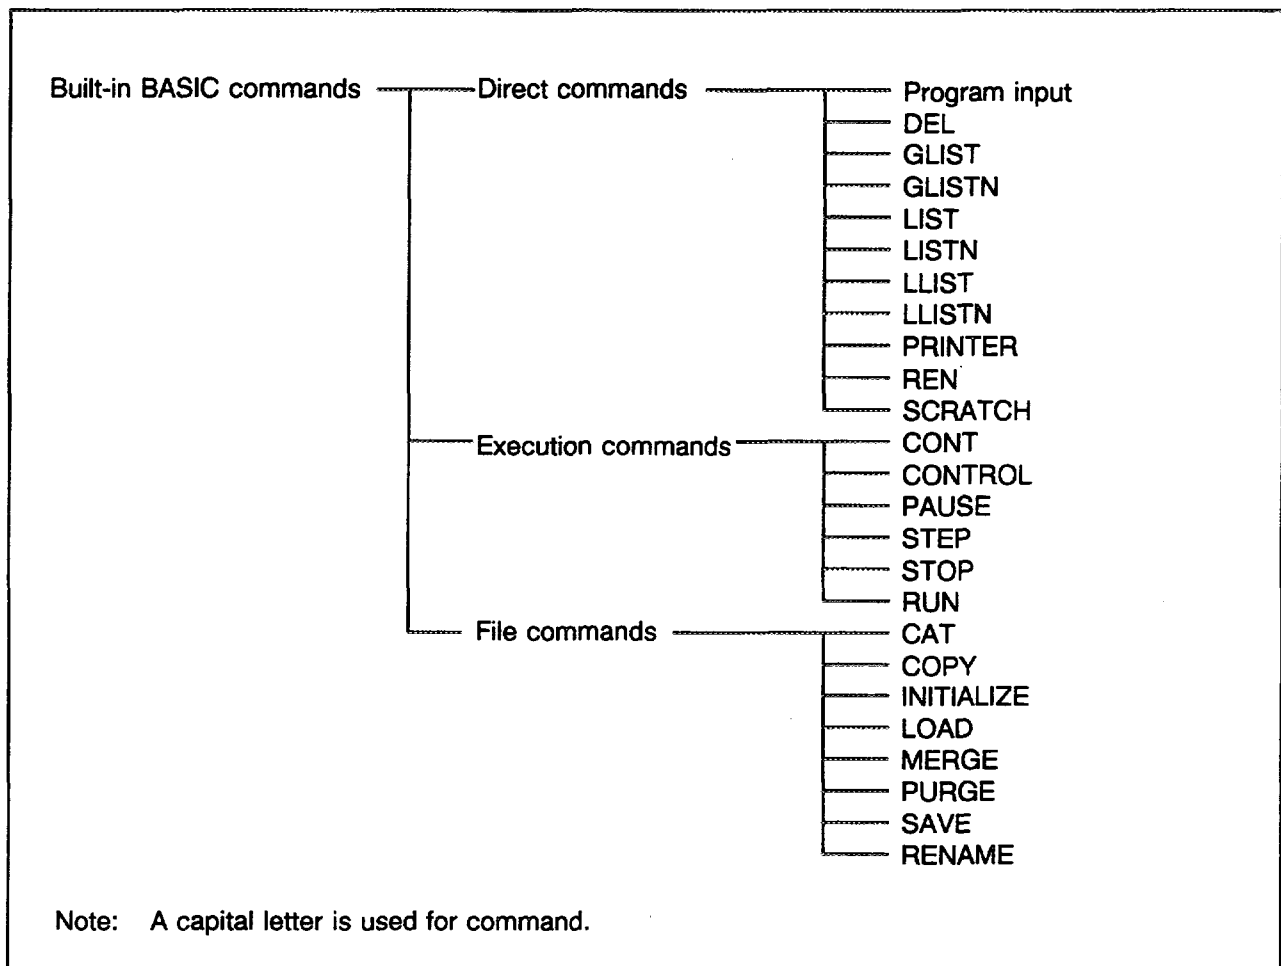 Built-in BASIC commands Direct commands Program input
DEL
GLIST
GLISTN
LIST
LISTN
LLIST
LLISTN
PRINTER
REN
SCRATCH
Execution commands CONT
CONTROL
PAUSE
STEP
STOP
RUN
File commands CAT
COPY
INITIALIZE
LOAD
MERGE
PURGE
SAVE
RENAME
Note: A capital letter is used for command.